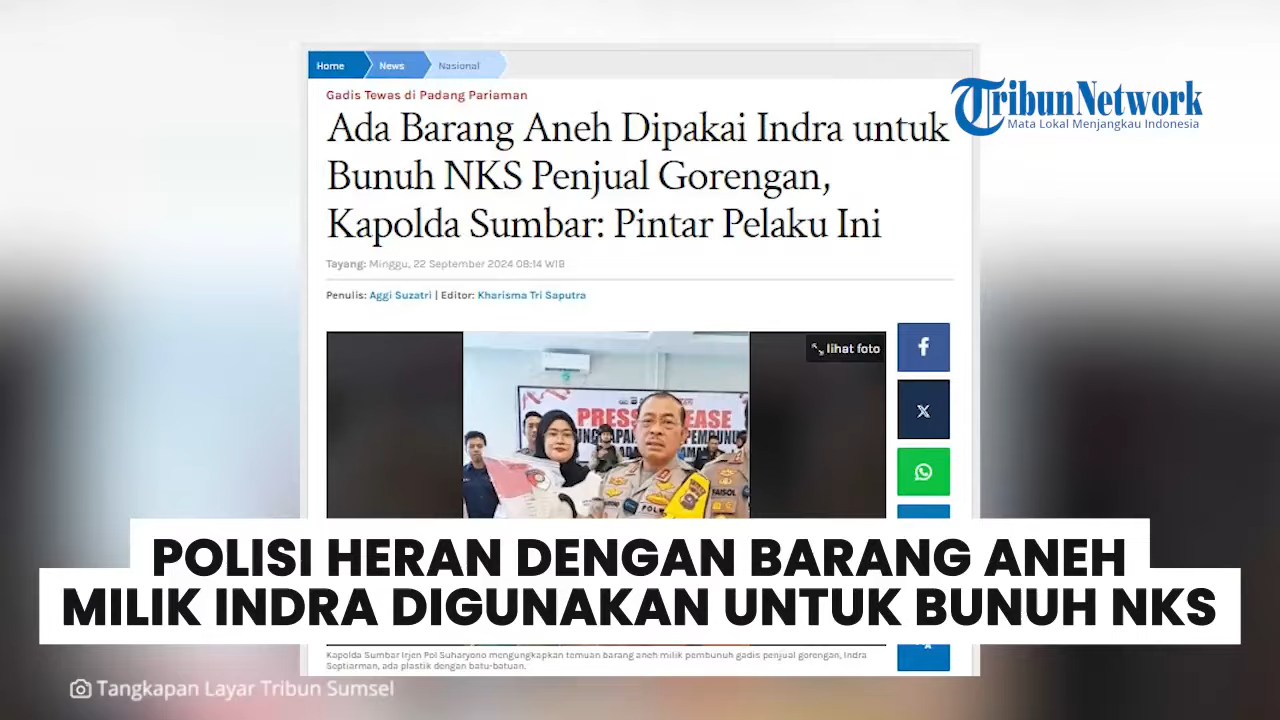 Home News Nasional
Gadis Tewas di Padang Pariaman
Ada Barang Aneh Dipakai Indra untuk
Bunuh NKS Penjual Gorengan,
Kapolda Sumbar: Pintar Pelaku Ini
TribunNetwork
Mata Lokal Menjangkau Indonesia
Tayang: Minggu, 22 September 2024 08:14 WIB
Penulis: Aggi Suzatri | Editor: Kharisma Tri Saputra
lihat foto
PRESS EASE
FAISOL
POLISI HERAN DENGAN BARANG ANEH
MILIK INDRA DIGUNAKAN UNTUK BUNUH NKS
Kapolda Sumbar Irjen Pol Suharyono mengungkapkan temuan barang aneh milik pembunuh gadis penjual gorengan, Indra
Septiarman, ada plastik dengan batu-batuan.
Tangkapan Layar Tribun Sumsel